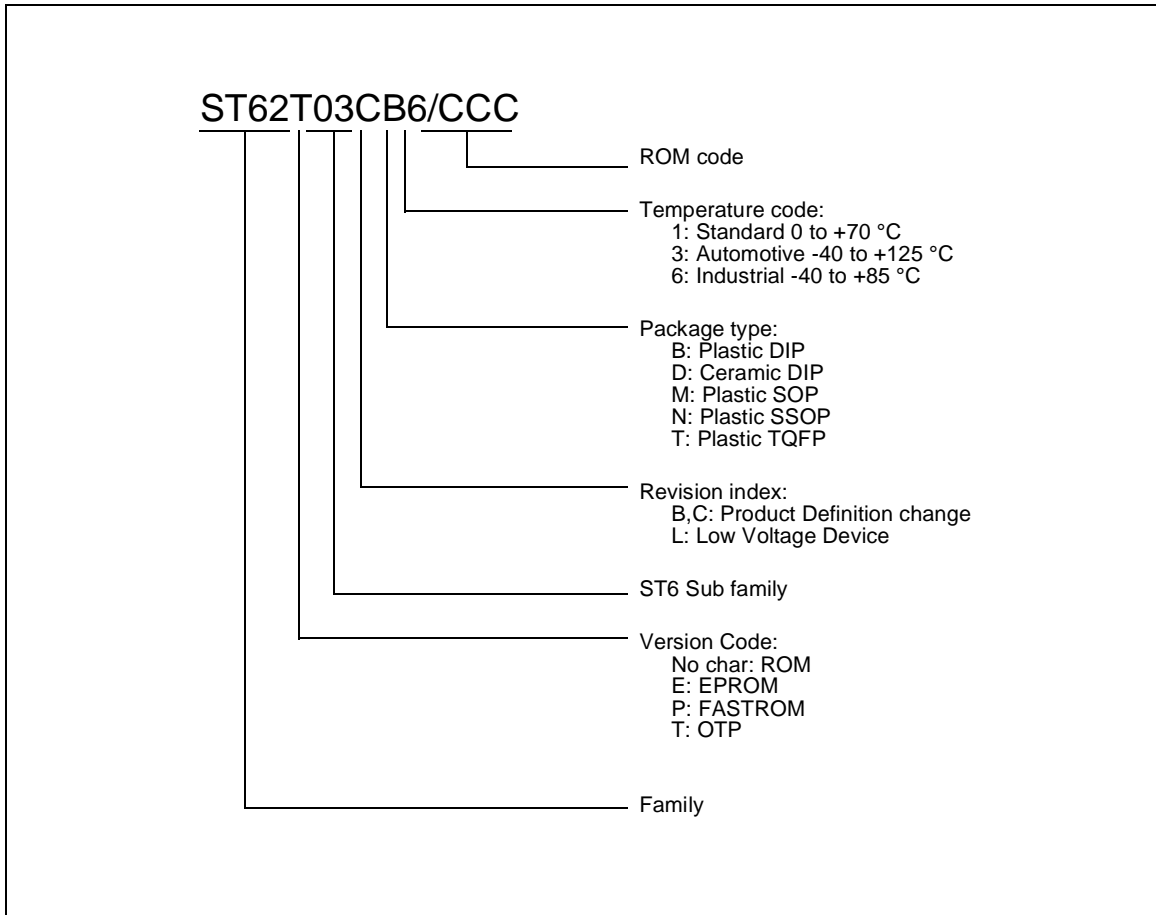 ST62T03CB6/CCC
ROM code
Temperature code:
1: Standard 0 to +70 °C
3: Automotive -40 to +125 °C
6: Industrial -40 to +85 °C
Package type:
B: Plastic DIP
D: Ceramic DIP
M: Plastic SOP
N: Plastic SSOP
T: Plastic TQFP
Revision index:
B,C: Product Definition change
L: Low Voltage Device
ST6 Sub family
Version Code:
No char: ROM
E: EPROM
P: FASTROM
T: OTP
Family